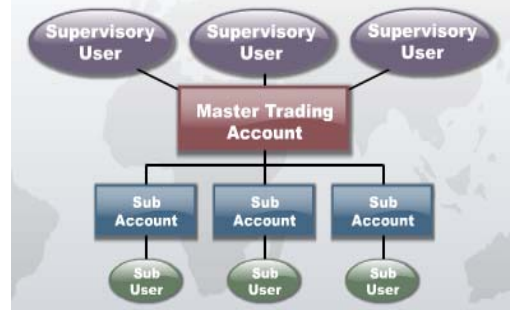 Supervisory
User
Supervisory
User
Supervisory
User
Master Trading
Account
Sub
Account
Sub
Account
Sub
Account
Sub
User
Sub
User
Sub
User